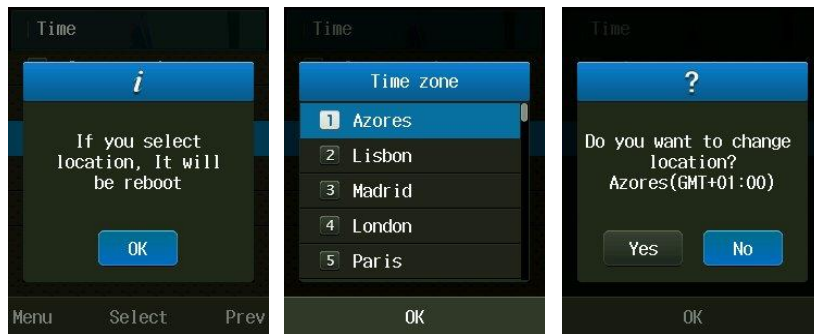 Time
i
If you select
location, It will
be reboot
OK
Menu Select Prev
Time
Time zone
1 Azores
2 Lisbon
3 Madrid
4 London
5 Paris
OK
Time
?
Do you want to change
location?
Azores(GMT+01:00)
Yes No
OK